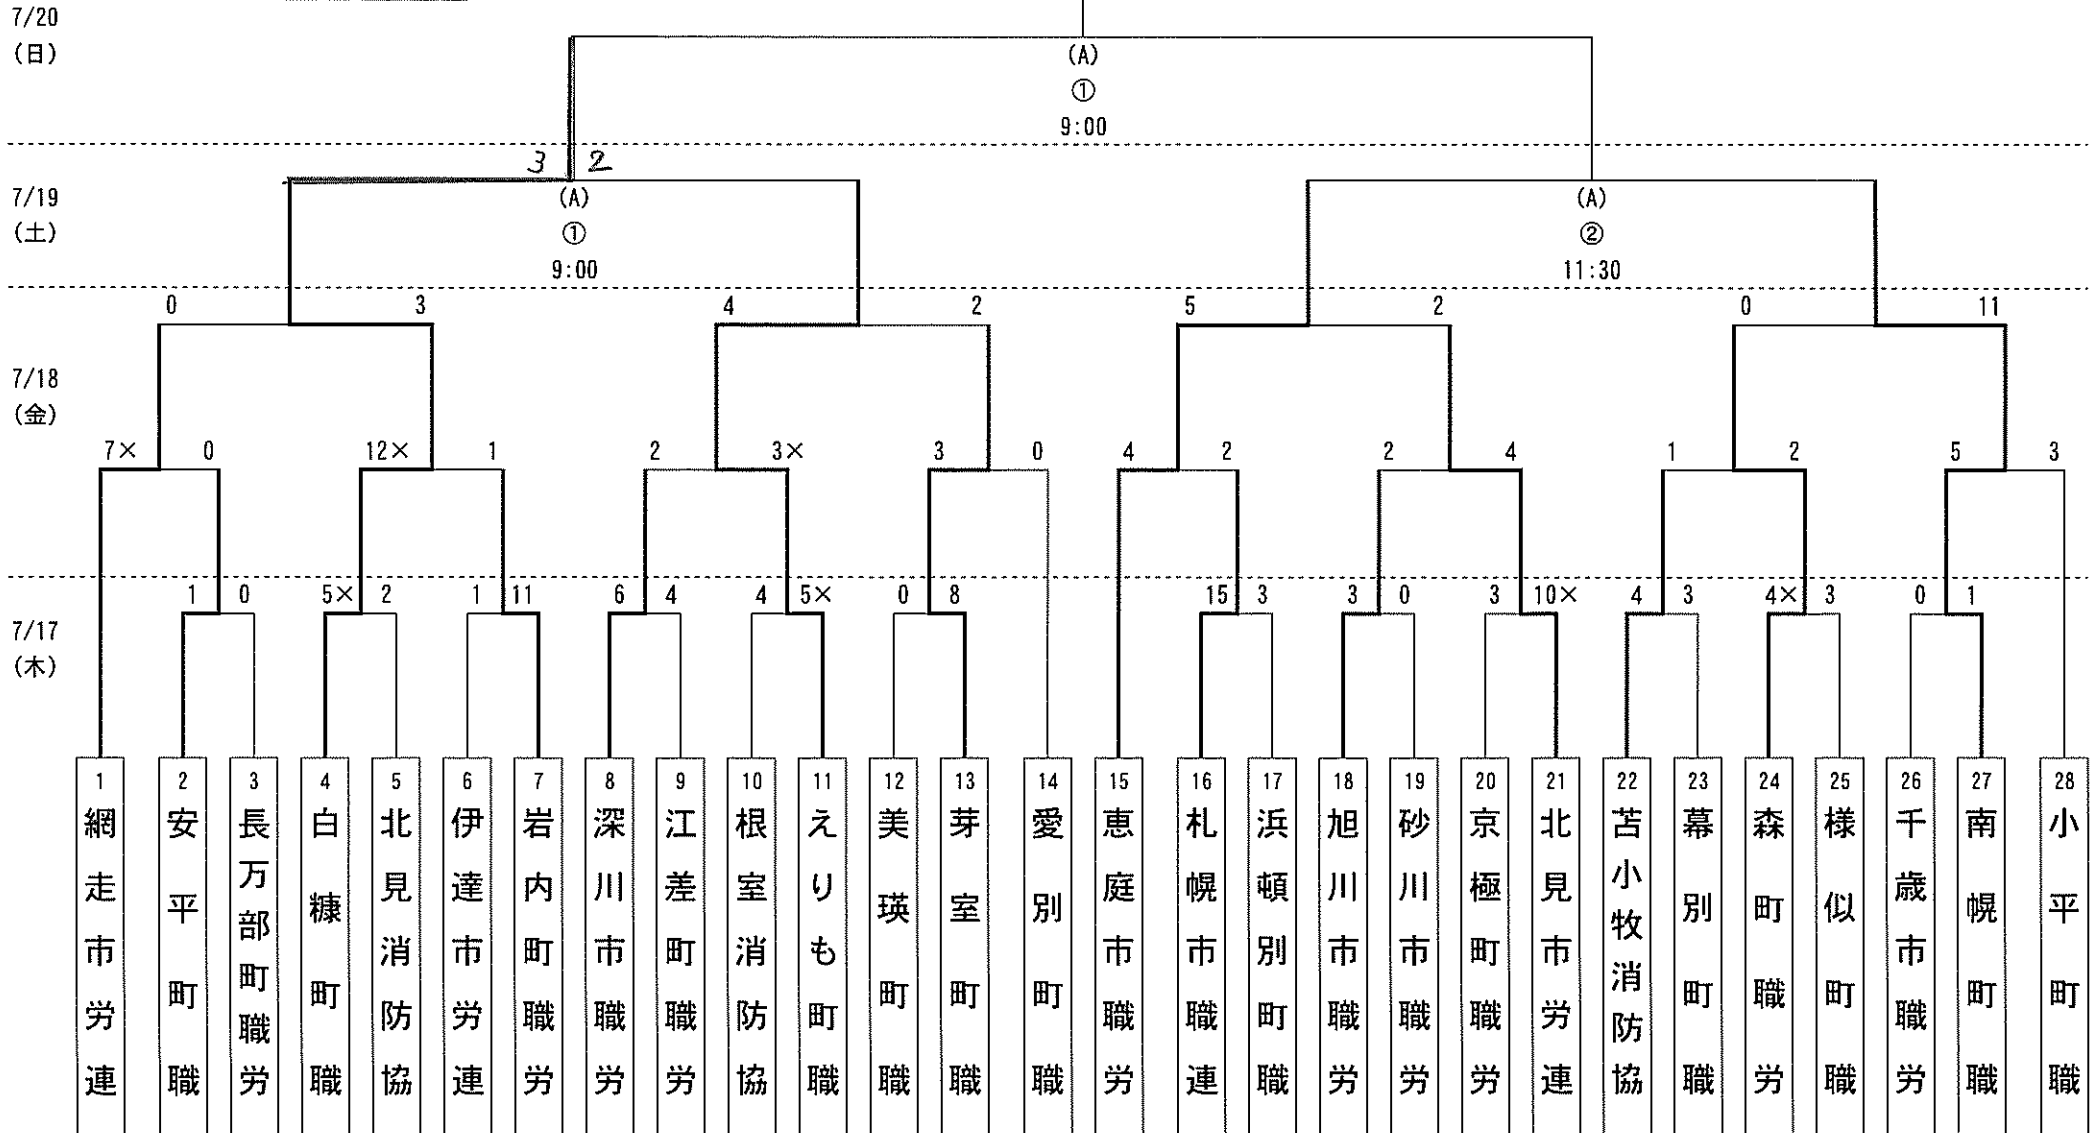 7/20
(日)
(A)
①
9:00
3 2
7/19
(土)
(A)
①
9:00
(A)
②
11:30
0 3 4 2 5 2 0 11
7/18
(金)
7× 0 12× 1 2 3× 3 0 4 2 2 4 1 2 5 3
1 0 5× 2 1 11 6 4 4 5× 0 8 15 3 3 0 3 10× 4 3 4× 3 0 1
7/17
(木)
1 網走市労連
2 安平町職
3 長万部町職労
4 白糠町職
5 北見消防協
6 伊達市労連
7 岩内町職労
8 深川市職労
9 江差町職労
10 根室消防協
11 えりも町職
12 美瑛町職
13 芽室町職
14 愛別町職
15 恵庭市職労
16 札幌市職連
17 浜頓別町職
18 旭川市職労
19 砂川市職労
20 京極町職労
21 北見市労連
22 苫小牧消防協
23 幕別町職
24 森町職労
25 様似町職
26 千歳市職労
27 南幌町職
28 小平町職